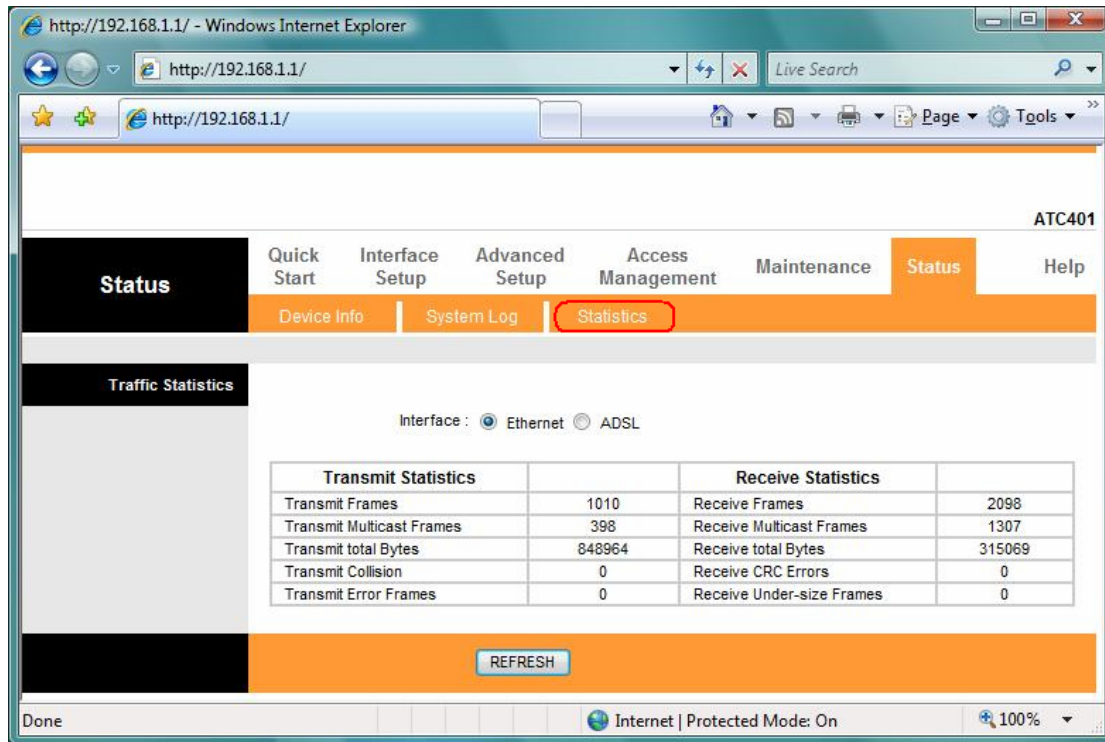 http://192.168.1.1/ - Windows Internet Explorer
http://192.168.1.1/
Live Search
http://192.168.1.1/
Page
Tools
ATC401
Status
Quick Start
Interface Setup
Advanced Setup
Access Management
Maintenance
Status
Help
Device Info
System Log
Statistics
Traffic Statistics
Interface : Ethernet ADSL
Transmit Statistics Receive Statistics
Transmit Frames 1010 Receive Frames 2098
Transmit Multicast Frames 398 Receive Multicast Frames 1307
Transmit total Bytes 848964 Receive total Bytes 315069
Transmit Collision 0 Receive CRC Errors 0
Transmit Error Frames 0 Receive Under-size Frames 0
REFRESH
Done
Internet | Protected Mode: On
100%